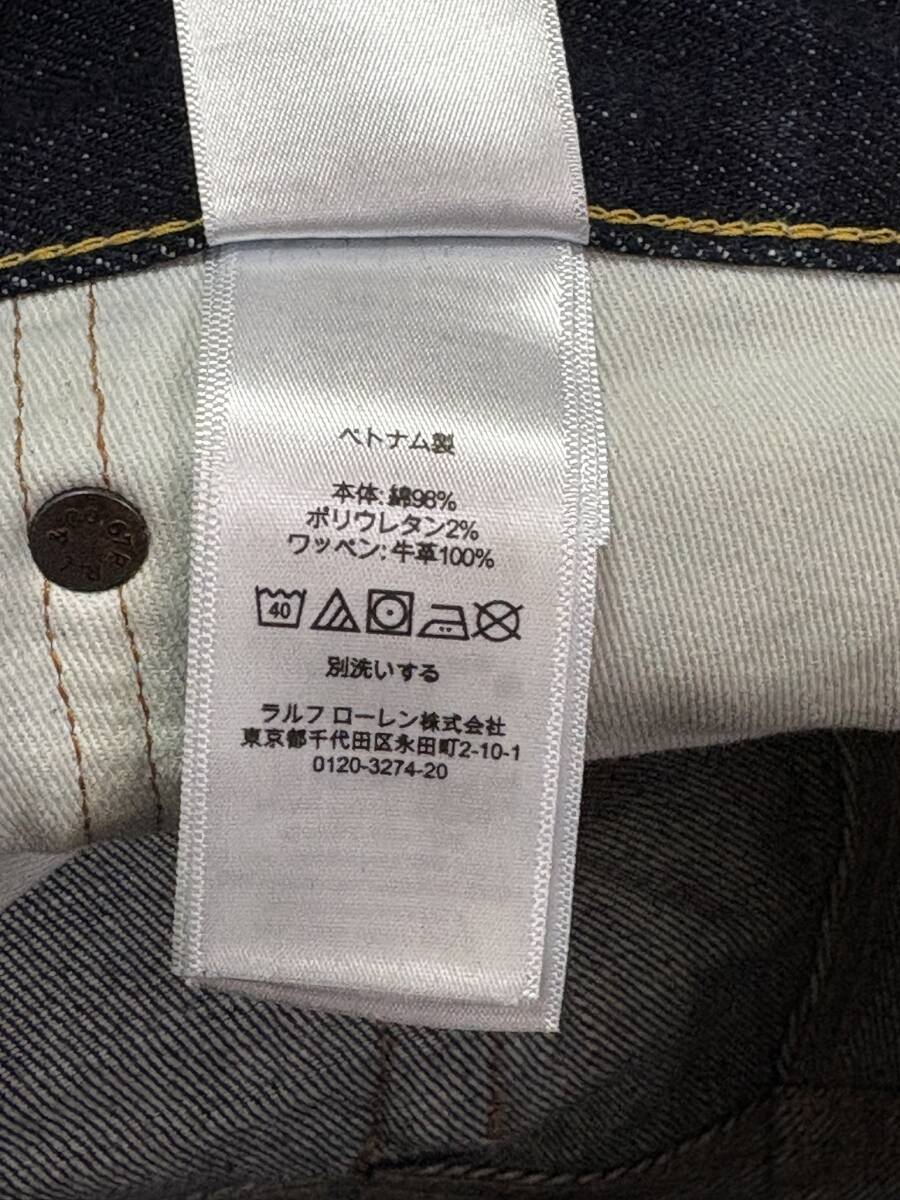 ベトナム製
本体: 綿98%
ポリウレタン2%
ワッペン: 牛革100%
40
別洗いする
ラルフ ローレン株式会社
東京都千代田区永田町2-10-1
0120-3274-20